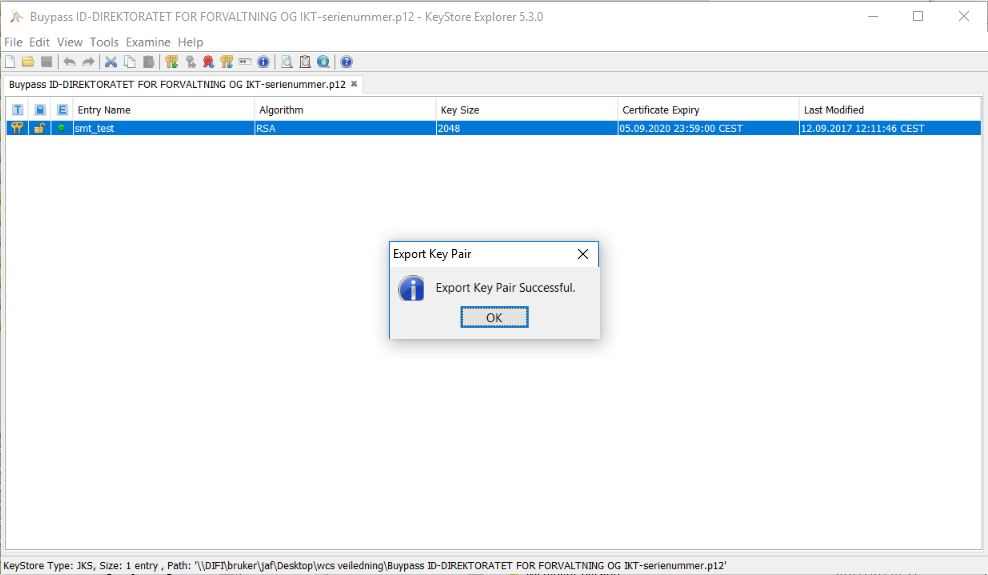 Buypass ID-DIREKTORATET FOR FORVALTNING OG IKT-serienummer.p12 - KeyStore Explorer 5.3.0
File Edit View Tools Examine Help
Buypass ID-DIREKTORATET FOR FORVALTNING OG IKT-serienummer.p12
T E Entry Name Algorithm Key Size Certificate Expiry Last Modified
smt_test RSA 2048 05.09.2020 23:59:00 CEST 12.09.2017 12:11:46 CEST
Export Key Pair
Export Key Pair Successful.
OK
KeyStore Type: JKS, Size: 1 entry , Path: '\\DIFI\bruker\jaf\Desktop\wcs veiledning\Buypass ID-DIREKTORATET FOR FORVALTNING OG IKT-serienummer.p12'